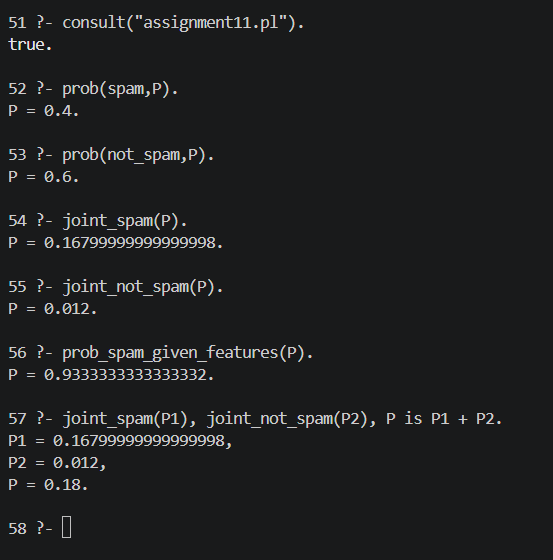 51 ?- consult("assignment11.pl").
true.
52 ?- prob(spam,P).
P = 0.4.
53 ?- prob(not_spam,P).
P = 0.6.
54 ?- joint_spam(P).
P = 0.16799999999999998.
55 ?- joint_not_spam(P).
P = 0.012.
56 ?- prob_spam_given_features(P).
P = 0.9333333333333332.
57 ?- joint_spam(P1), joint_not_spam(P2), P is P1 + P2.
P1 = 0.16799999999999998,
P2 = 0.012,
P = 0.18.
58 ?-